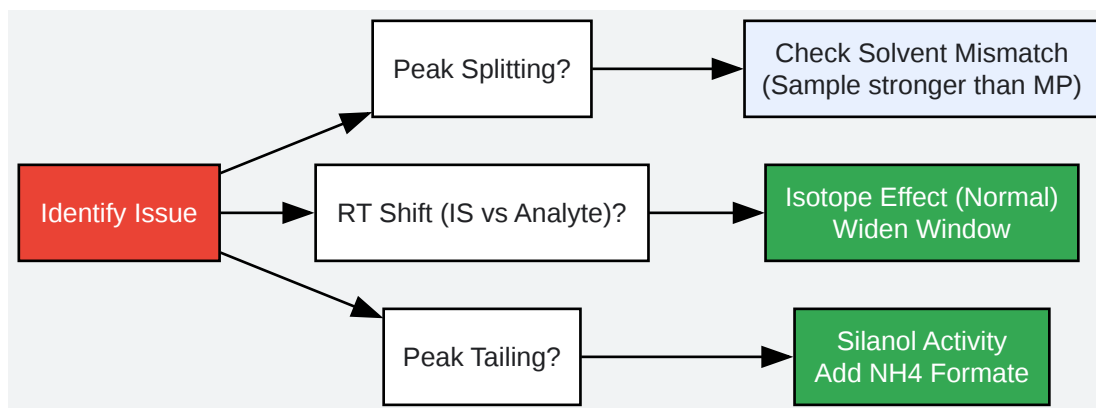 Peak Splitting?
Check Solvent Mismatch
(Sample stronger than MP)
Identify Issue
RT Shift (IS vs Analyte)?
Isotope Effect (Normal)
Widen Window
Peak Tailing?
Silanol Activity
Add NH4 Formate